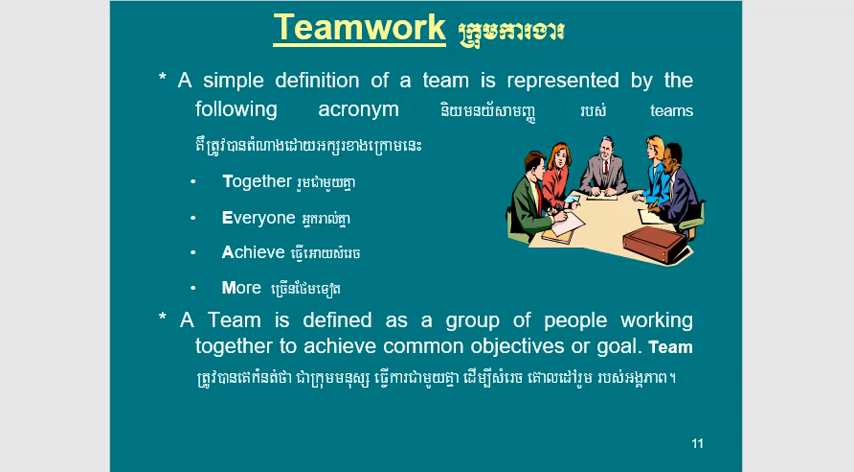 Teamwork ក្រុមការងារ
* A simple definition of a team is represented by the
following acronym និយមនយ័សាមញ្ញ របស់ teams
គឺត្រូវបានតំណាងដោយអក្សរខាងក្រោមនេះ
• Together រួមជាមួយគ្នា
• Everyone អ្នករាល់គ្នា
• Achieve ធ្វើអោយសំរេច
• More ច្រើនថែមទៀត
* A Team is defined as a group of people working
together to achieve common objectives or goal. Team
ត្រូវបានគេកំនត់ថា ជាក្រុមមនុស្ស ធ្វើការជាមួយគ្នា ដើម្បីសំរេច គោលដៅរួម របស់អង្គភាព។
11